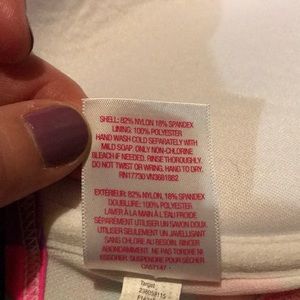 SHELL: 82% NYLON 18% SPANDEX
LINING: 100% POLYESTER
HAND WASH COLD SEPARATELY WITH
MILD SOAP. ONLY NON-CHLORINE
BLEACH IF NEEDED. RINSE THOROUGHLY.
DO NOT TWIST OR WRING. HANG TO DRY.
RN17730 VN3681982
EXTÉRIEUR: 82% NYLON, 18% SPANDEX
DOUBLURE: 100% POLYESTER
LAVER À LA MAIN À L'EAU FROIDE
SÉPARÉMENT UTILISER UN SAVON DOUX.
UTILISER SEULEMENT UN JAVELLISANT
SANS CHLORE AU BESOIN. RINCER
ABONDAMMENT. NE PAS TORDRE NI
ESSORER. SUSPENDRE POUR SÉCHER
CA57147
Target